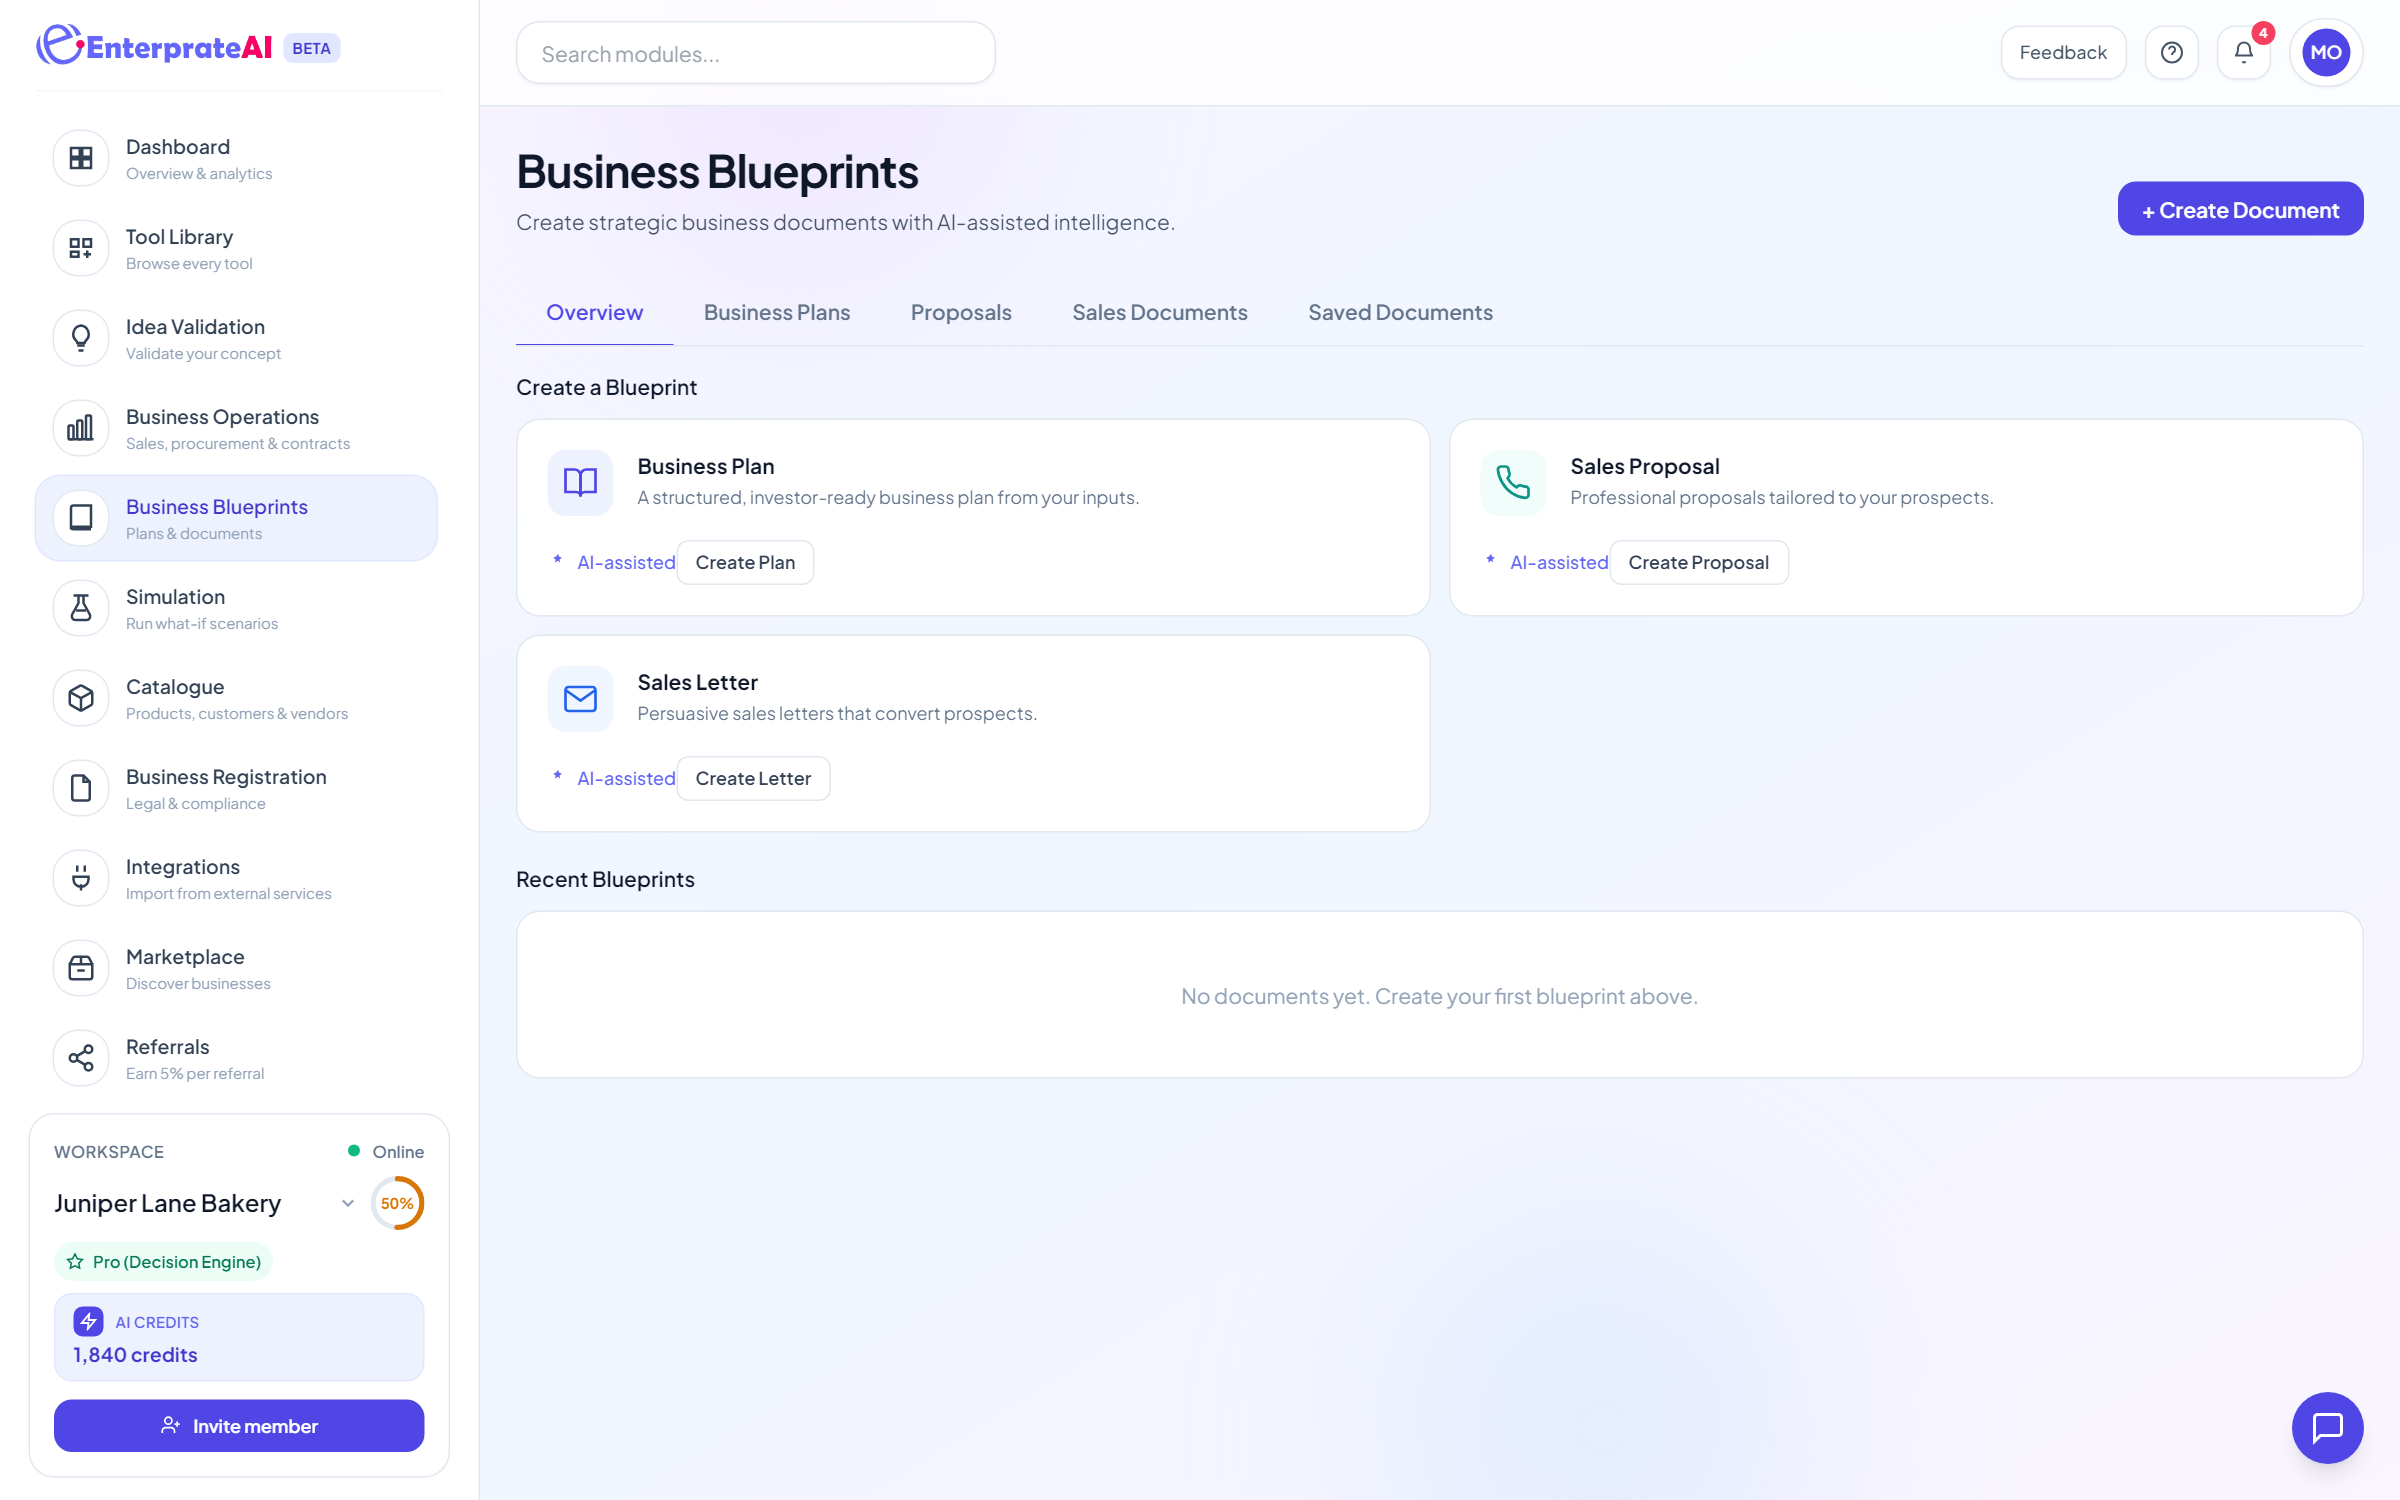 EnterprateAI BETA
Dashboard
Overview & analytics
Tool Library
Browse every tool
Idea Validation
Validate your concept
Business Operations
Sales, procurement & contracts
Business Blueprints
Plans & documents
Simulation
Run what-if scenarios
Catalogue
Products, customers & vendors
Business Registration
Legal & compliance
Integrations
Import from external services
Marketplace
Discover businesses
Referrals
Earn 5% per referral
WORKSPACE Online
Juniper Lane Bakery 50%
Pro (Decision Engine)
AI CREDITS
1,840 credits
Invite member
Search modules... Feedback 4 MO
Business Blueprints
Create strategic business documents with AI-assisted intelligence.
+ Create Document
Overview Business Plans Proposals Sales Documents Saved Documents
Create a Blueprint
Business Plan
A structured, investor-ready business plan from your inputs.
AI-assisted Create Plan
Sales Proposal
Professional proposals tailored to your prospects.
AI-assisted Create Proposal
Sales Letter
Persuasive sales letters that convert prospects.
AI-assisted Create Letter
Recent Blueprints
No documents yet. Create your first blueprint above.